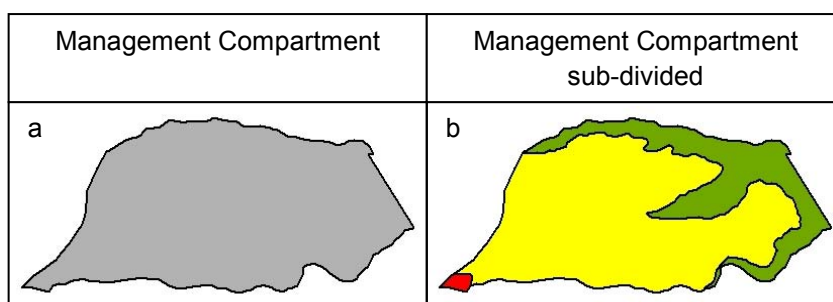 Management Compartment
Management Compartment
sub-divided
a
b